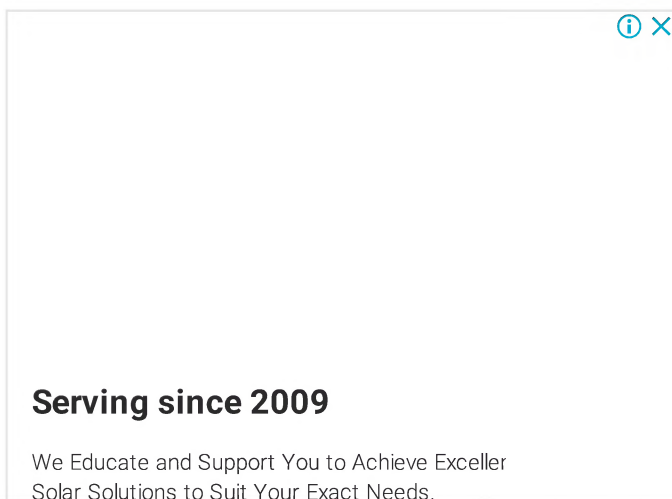 Serving since 2009
We Educate and Support You to Achieve Exceller
Solar Solutions to Suit Your Exact Needs.